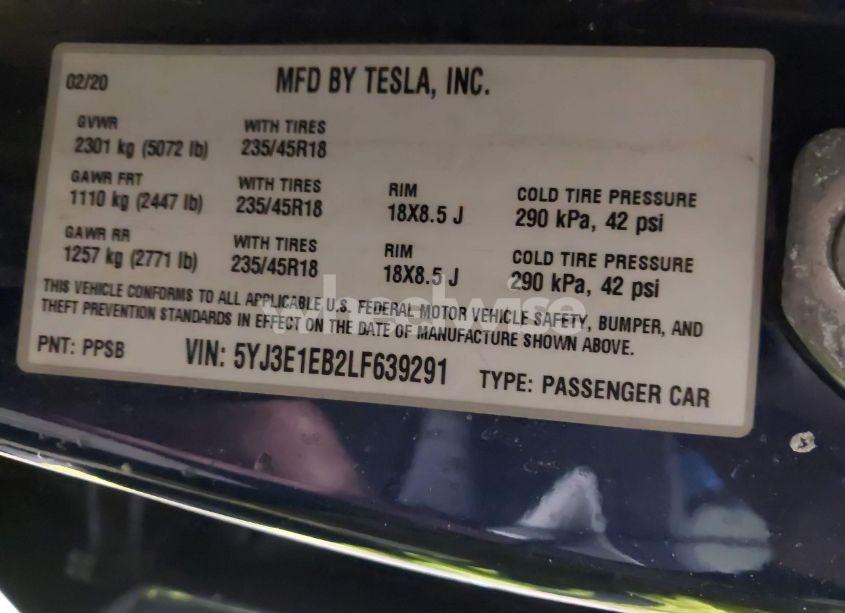 02/20 MFD BY TESLA, INC.
GVWR WITH TIRES
2301 kg (5072 lb) 235/45R18
GAWR FRT WITH TIRES RIM COLD TIRE PRESSURE
1110 kg (2447 lb) 235/45R18 18X8.5 J 290 kPa, 42 psi
GAWR RR WITH TIRES RIM COLD TIRE PRESSURE
1257 kg (2771 lb) 235/45R18 18X8.5 J 290 kPa, 42 psi
THIS VEHICLE CONFORMS TO ALL APPLICABLE U.S. FEDERAL MOTOR VEHICLE SAFETY, BUMPER, AND
THEFT PREVENTION STANDARDS IN EFFECT ON THE DATE OF MANUFACTURE SHOWN ABOVE.
PNT: PPSB VIN: 5YJ3E1EB2LF639291 TYPE: PASSENGER CAR
wheelwise